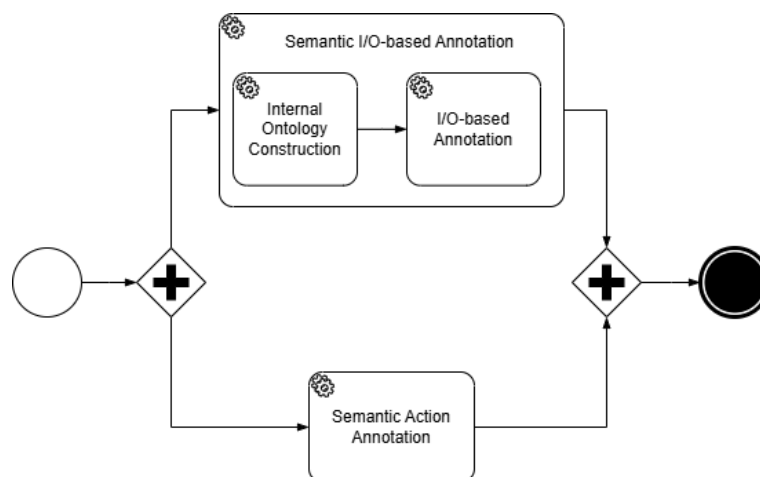 Semantic I/O-based Annotation
Internal
Ontology
Construction
I/O-based
Annotation
Semantic Action
Annotation